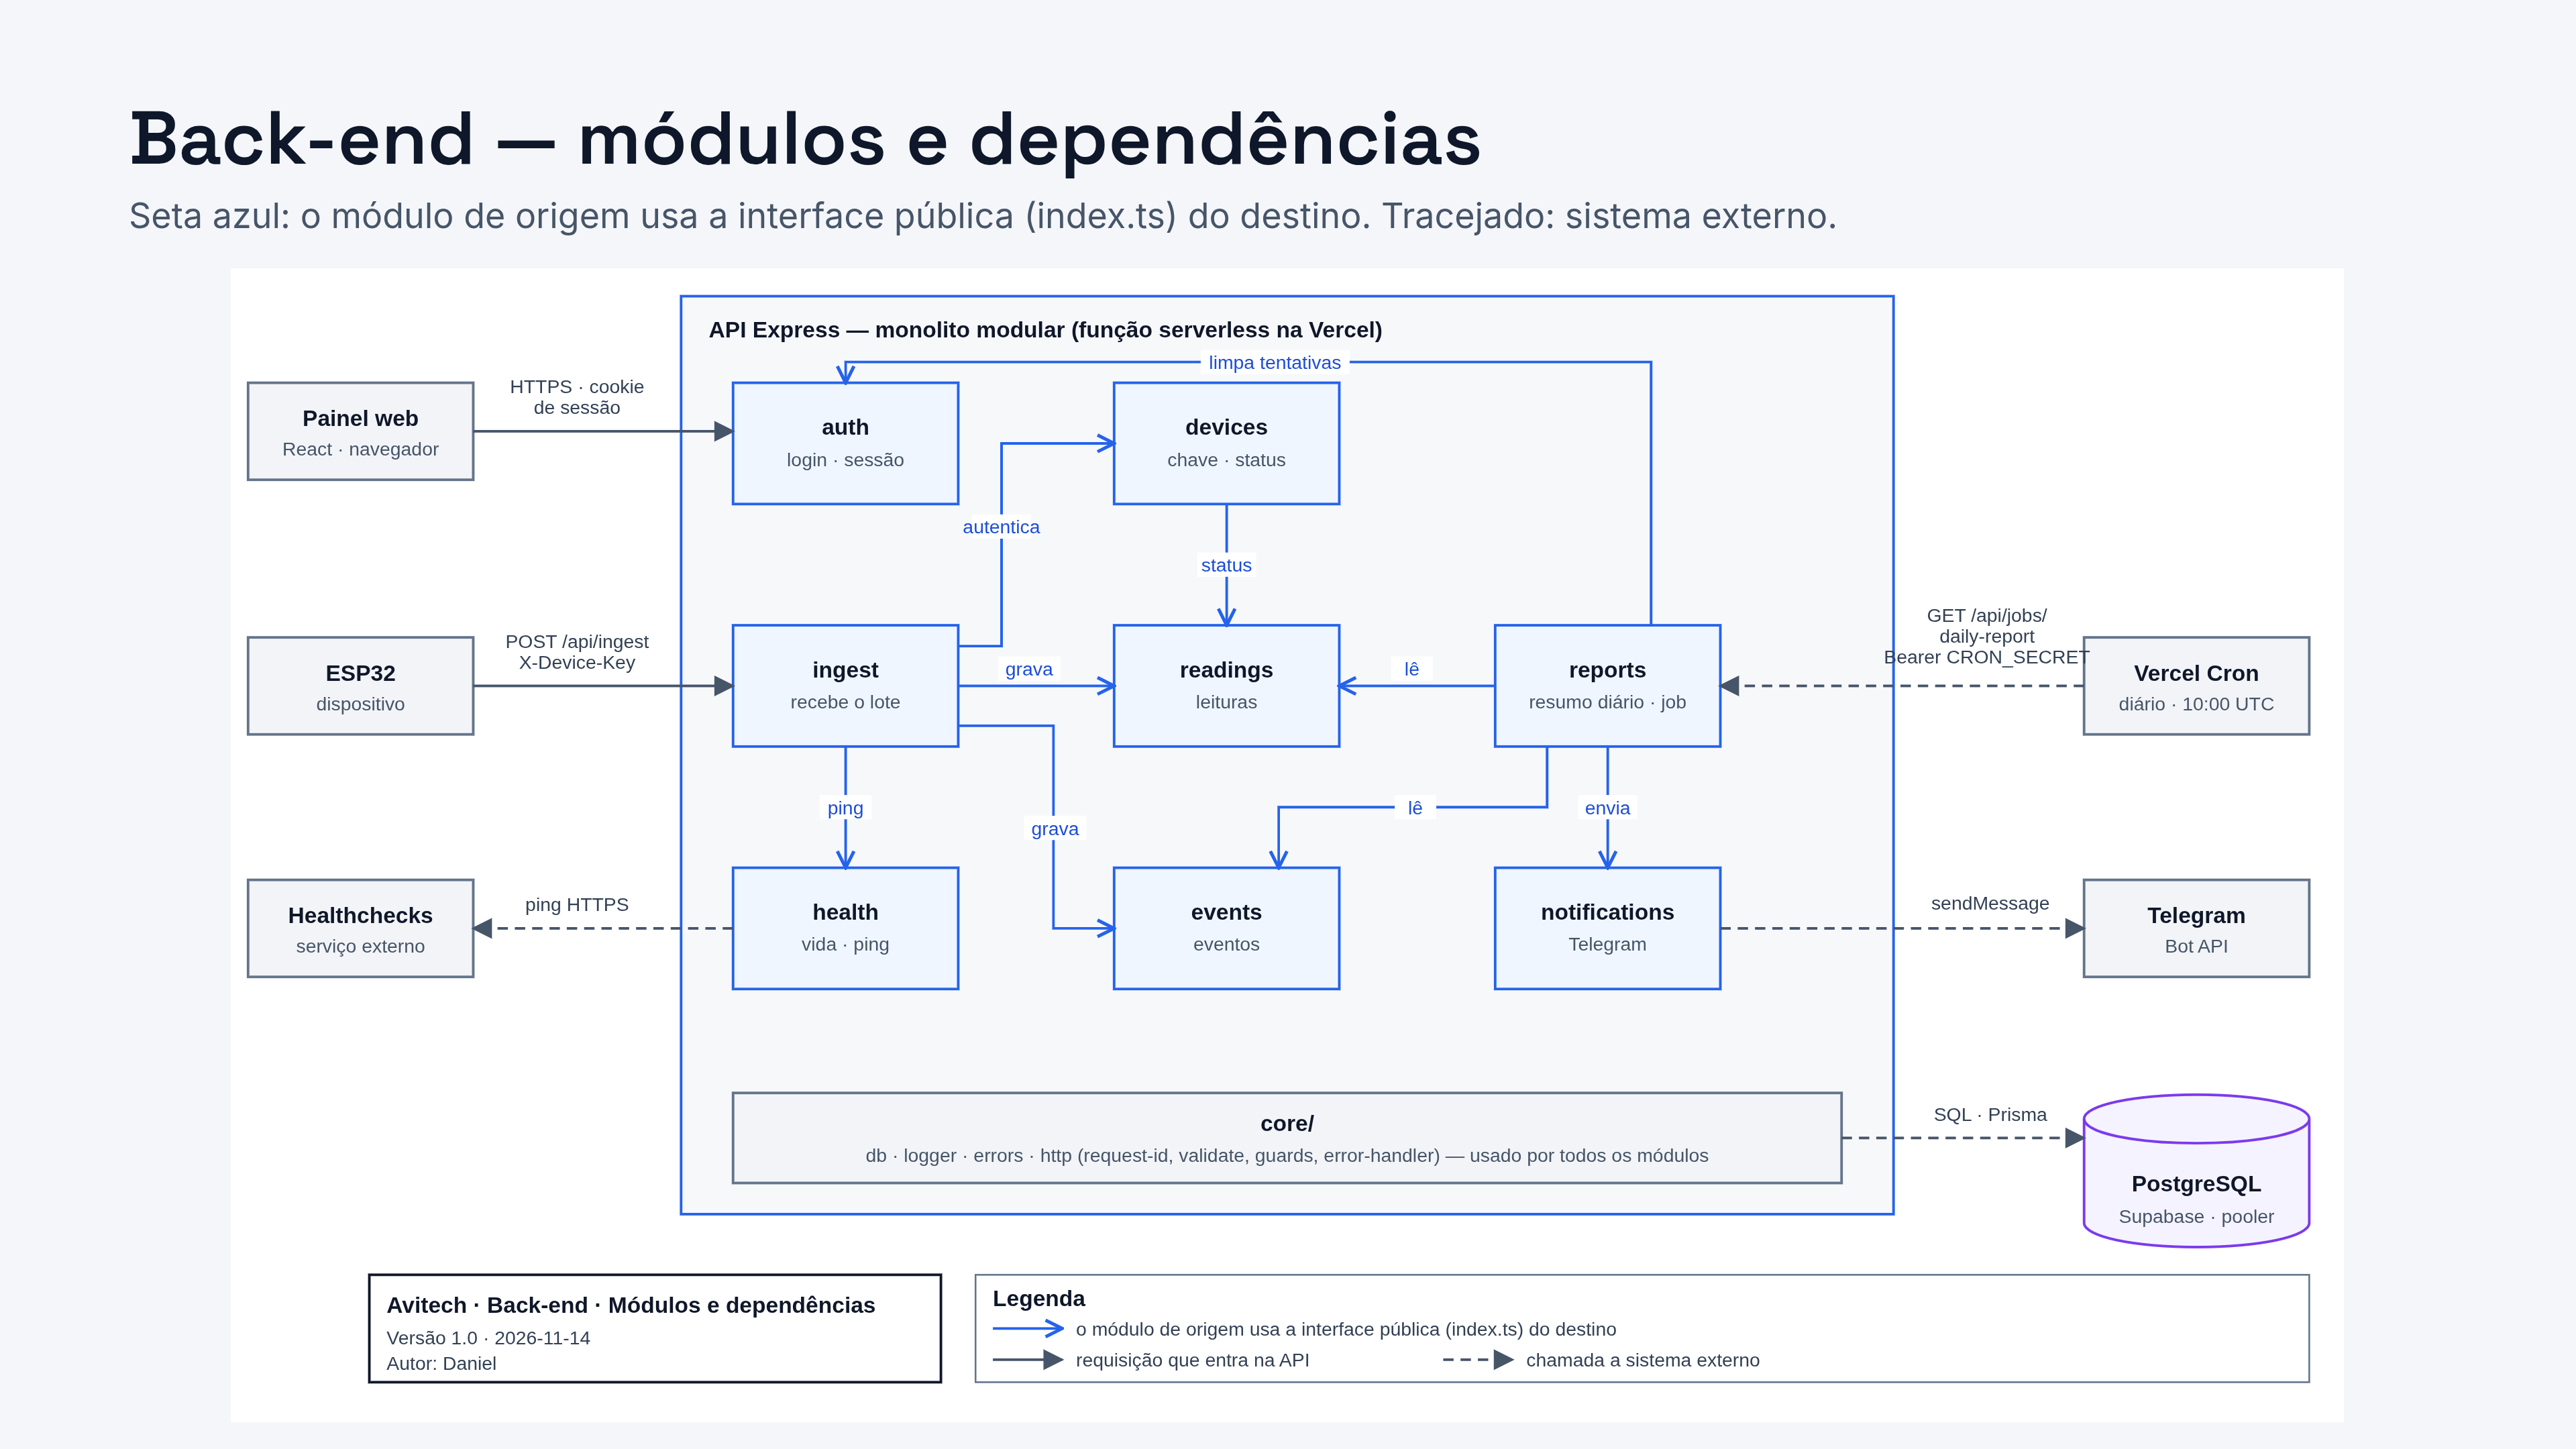 Back-end — módulos e dependências
Seta azul: o módulo de origem usa a interface pública (index.ts) do destino. Tracejado: sistema externo.
API Express — monolito modular (função serverless na Vercel)
limpa tentativas
Painel web
React · navegador
HTTPS · cookie
de sessão
auth
login · sessão
devices
chave · status
autentica
status
ESP32
dispositivo
POST /api/ingest
X-Device-Key
ingest
recebe o lote
grava
readings
leituras
lê
reports
resumo diário · job
GET /api/jobs/
daily-report
Bearer CRON_SECRET
Vercel Cron
diário · 10:00 UTC
ping
grava
lê
envia
Healthchecks
serviço externo
ping HTTPS
health
vida · ping
events
eventos
notifications
Telegram
sendMessage
Telegram
Bot API
core/
db · logger · errors · http (request-id, validate, guards, error-handler) — usado por todos os módulos
SQL · Prisma
PostgreSQL
Supabase · pooler
Avitech · Back-end · Módulos e dependências
Versão 1.0 · 2026-11-14
Autor: Daniel
Legenda
o módulo de origem usa a interface pública (index.ts) do destino
requisição que entra na API
chamada a sistema externo